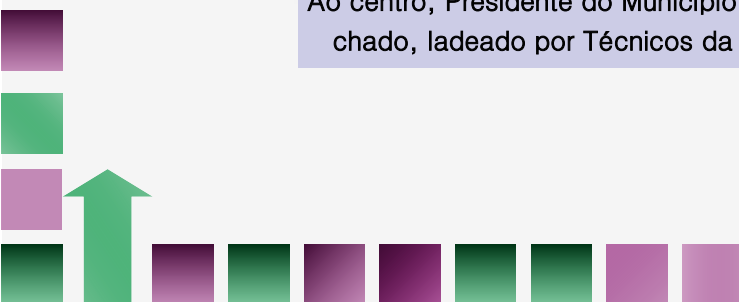 Ao centro, Presidente do Município
chado, ladeado por Técnicos da